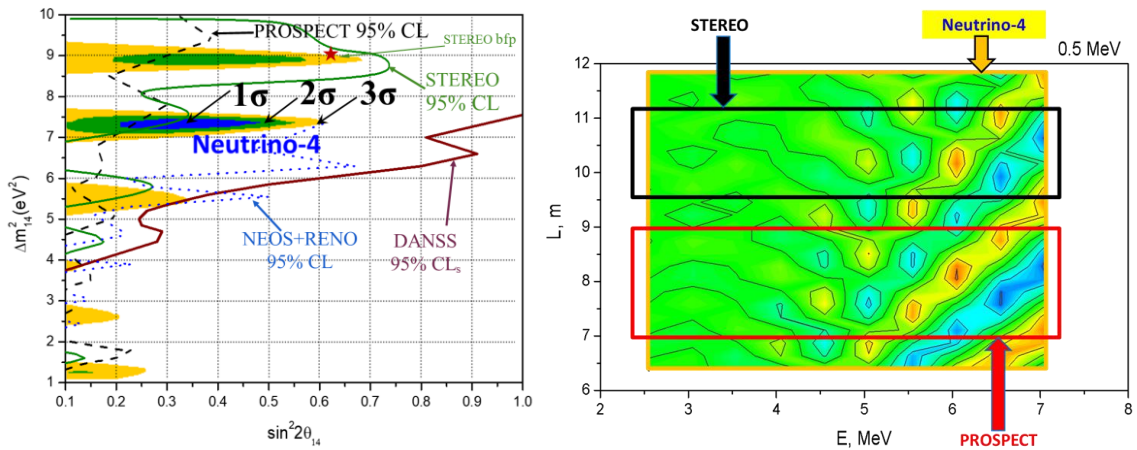 PROSPECT 95% CL
STEREO bfp
STEREO
95% CL
1σ 2σ 3σ
Neutrino-4
NEOS+RENO
95% CL
DANSS
95% CLs
Δm²14(eV²)
10
9
8
7
6
5
4
3
2
1
0.1 0.2 0.3 0.4 0.5 0.6 0.7 0.8 0.9 1.0
sin²2θ14
STEREO
Neutrino-4
0.5 MeV
L, m
12
11
10
9
8
7
6
2 3 4 5 6 7 8
E, MeV
PROSPECT